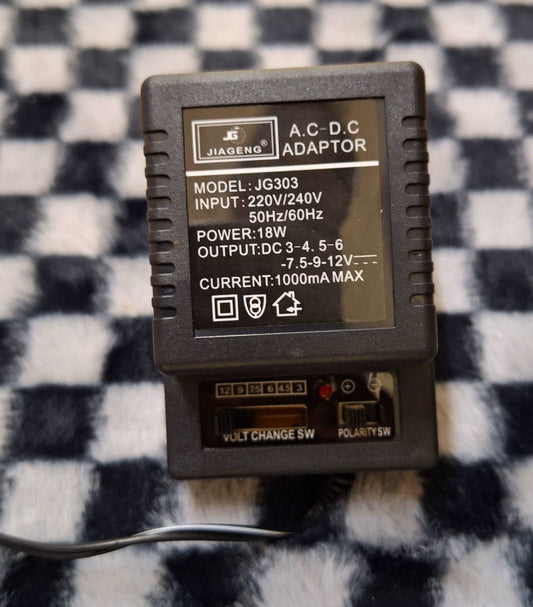 JG
JIAGENG®
A.C-D.C
ADAPTOR
MODEL: JG303
INPUT: 220V/240V
50Hz/60Hz
POWER:18W
OUTPUT:DC 3-4. 5-6
-7.5-9-12V
CURRENT:1000mA MAX
12 9 7.5 6 4.5 3 + -
VOLT CHANGE SW POLARITY SW